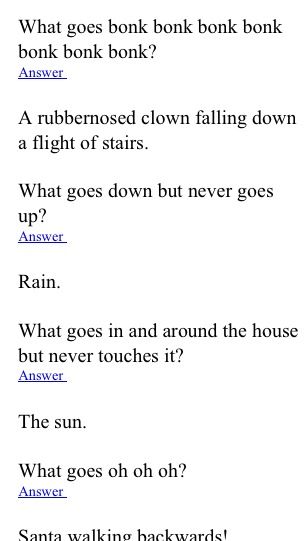 What goes bonk bonk bonk bonk
bonk bonk bonk?
Answer
A rubbernosed clown falling down
a flight of stairs.
What goes down but never goes
up?
Answer
Rain.
What goes in and around the house
but never touches it?
Answer
The sun.
What goes oh oh oh?
Answer
Santa walking backwards!